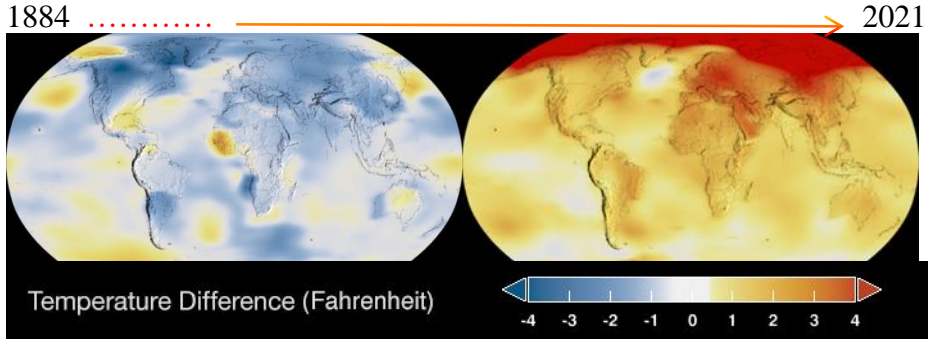 1884 ............ 2021
Temperature Difference (Fahrenheit)
-4 -3 -2 -1 0 1 2 3 4